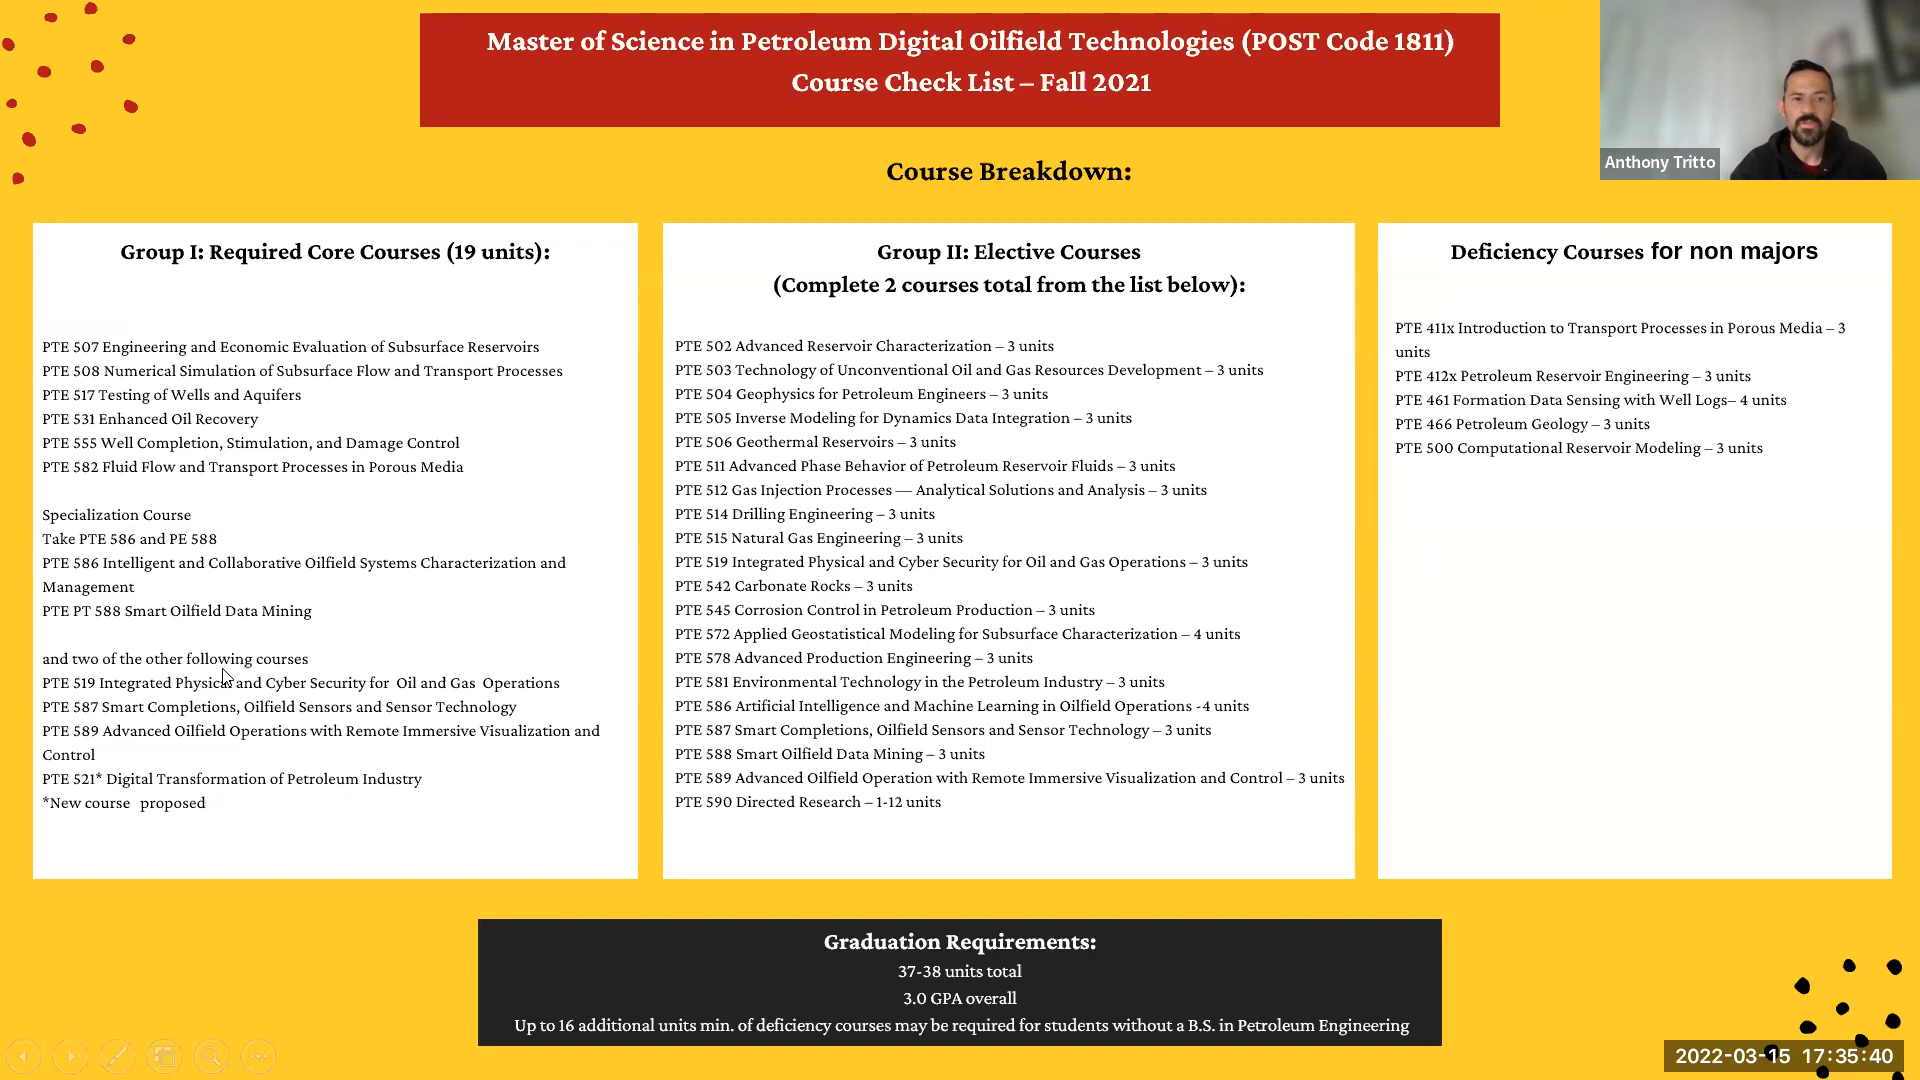 Master of Science in Petroleum Digital Oilfield Technologies (POST Code 1811)
Course Check List – Fall 2021
Anthony Tritto
Course Breakdown:
Group I: Required Core Courses (19 units):
PTE 507 Engineering and Economic Evaluation of Subsurface Reservoirs
PTE 508 Numerical Simulation of Subsurface Flow and Transport Processes
PTE 517 Testing of Wells and Aquifers
PTE 531 Enhanced Oil Recovery
PTE 555 Well Completion, Stimulation, and Damage Control
PTE 582 Fluid Flow and Transport Processes in Porous Media
Specialization Course
Take PTE 586 and PE 588
PTE 586 Intelligent and Collaborative Oilfield Systems Characterization and
Management
PTE PT 588 Smart Oilfield Data Mining
and two of the other following courses
PTE 519 Integrated Physical and Cyber Security for Oil and Gas Operations
PTE 587 Smart Completions, Oilfield Sensors and Sensor Technology
PTE 589 Advanced Oilfield Operations with Remote Immersive Visualization and
Control
PTE 521* Digital Transformation of Petroleum Industry
*New course proposed
Group II: Elective Courses
(Complete 2 courses total from the list below):
PTE 502 Advanced Reservoir Characterization – 3 units
PTE 503 Technology of Unconventional Oil and Gas Resources Development – 3 units
PTE 504 Geophysics for Petroleum Engineers – 3 units
PTE 505 Inverse Modeling for Dynamics Data Integration – 3 units
PTE 506 Geothermal Reservoirs – 3 units
PTE 511 Advanced Phase Behavior of Petroleum Reservoir Fluids – 3 units
PTE 512 Gas Injection Processes — Analytical Solutions and Analysis – 3 units
PTE 514 Drilling Engineering – 3 units
PTE 515 Natural Gas Engineering – 3 units
PTE 519 Integrated Physical and Cyber Security for Oil and Gas Operations – 3 units
PTE 542 Carbonate Rocks – 3 units
PTE 545 Corrosion Control in Petroleum Production – 3 units
PTE 572 Applied Geostatistical Modeling for Subsurface Characterization – 4 units
PTE 578 Advanced Production Engineering – 3 units
PTE 581 Environmental Technology in the Petroleum Industry – 3 units
PTE 586 Artificial Intelligence and Machine Learning in Oilfield Operations -4 units
PTE 587 Smart Completions, Oilfield Sensors and Sensor Technology – 3 units
PTE 588 Smart Oilfield Data Mining – 3 units
PTE 589 Advanced Oilfield Operation with Remote Immersive Visualization and Control – 3 units
PTE 590 Directed Research – 1-12 units
Deficiency Courses for non majors
PTE 411x Introduction to Transport Processes in Porous Media – 3
units
PTE 412x Petroleum Reservoir Engineering – 3 units
PTE 461 Formation Data Sensing with Well Logs– 4 units
PTE 466 Petroleum Geology – 3 units
PTE 500 Computational Reservoir Modeling – 3 units
Graduation Requirements:
37-38 units total
3.0 GPA overall
Up to 16 additional units min. of deficiency courses may be required for students without a B.S. in Petroleum Engineering
2022-03-15 17:35:40